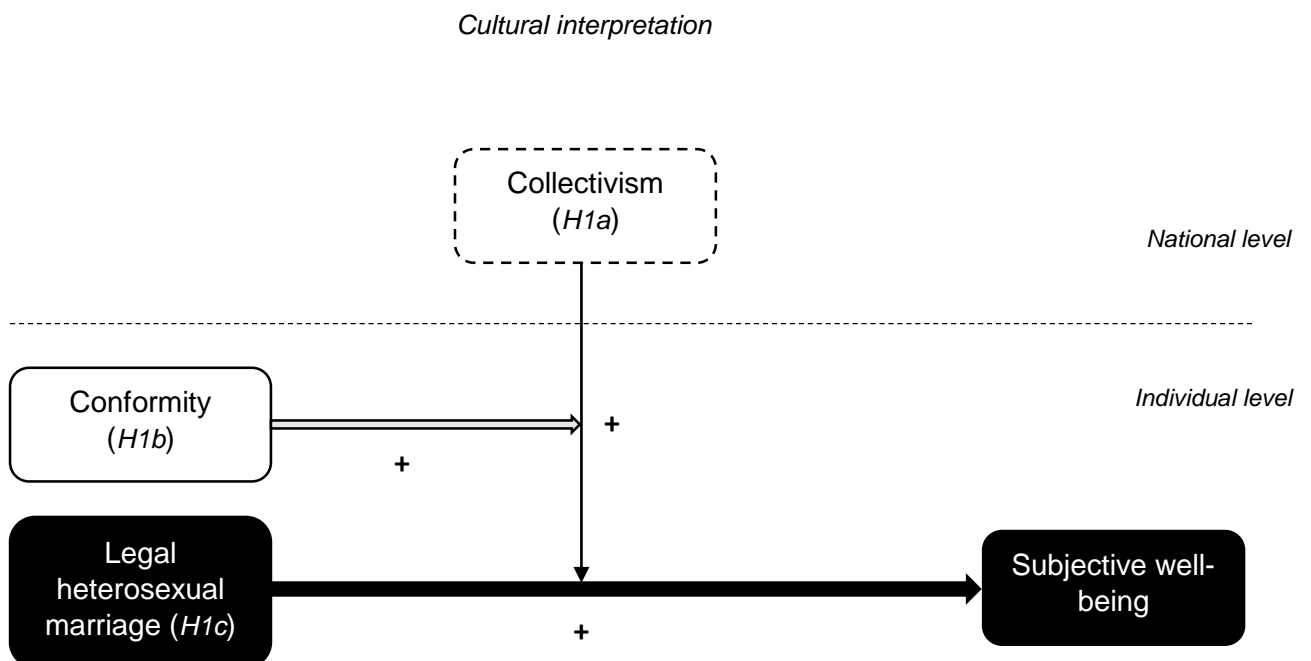 Cultural interpretation
Collectivism
(H1a)
National level
Conformity
(H1b)
Individual level
+
+
Legal
heterosexual
marriage (H1c)
Subjective well-
being
+